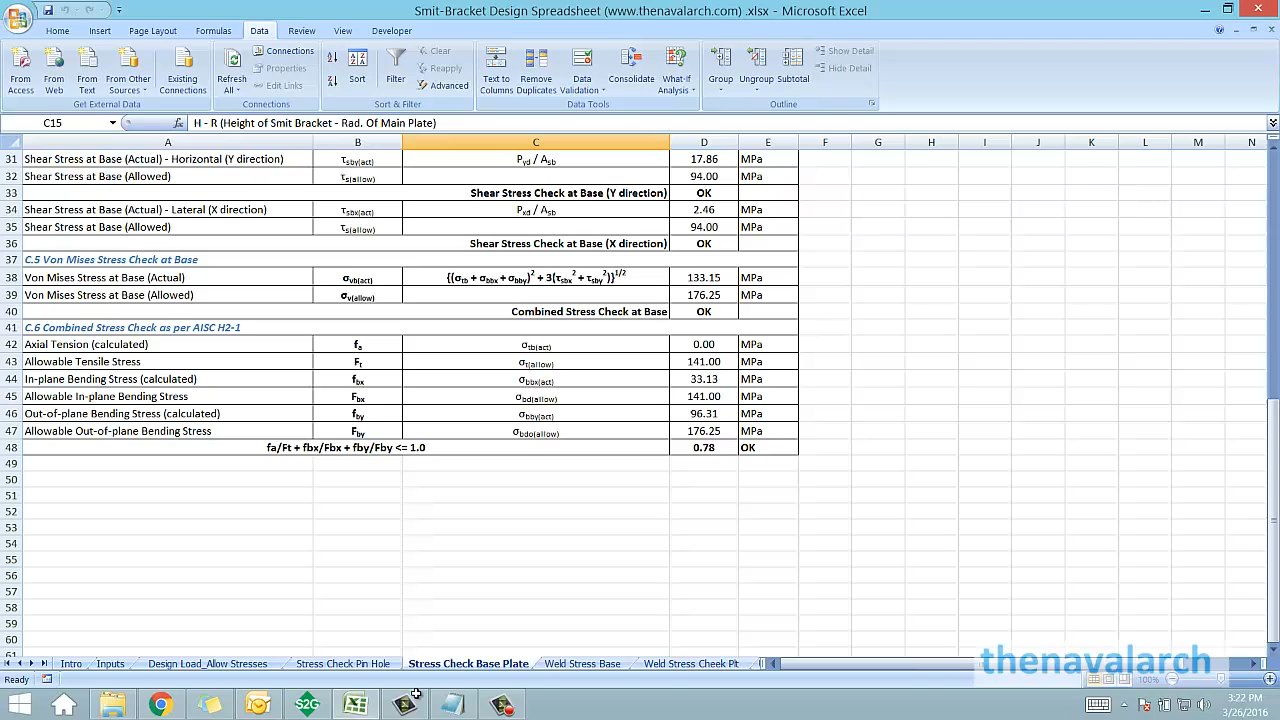 Smit-Bracket Design Spreadsheet (www.thenavalarch.com) .xlsx - Microsoft Excel
Home Insert Page Layout Formulas Data Review View Developer
From Access From Web From Text From Other Sources Existing Connections Refresh All Connections Properties Edit Links Sort Filter Clear Reapply Advanced Text to Columns Remove Duplicates Data Validation Consolidate What-If Analysis Group Ungroup Subtotal Show Detail Hide Detail
Get External Data Connections Sort & Filter Data Tools Outline
C15 fx H - R (Height of Smit Bracket - Rad. Of Main Plate)
A B C D E F G H I J K L M N
31 Shear Stress at Base (Actual) - Horizontal (Y direction) τsby(act) Pyd / Asb 17.86 MPa
32 Shear Stress at Base (Allowed) τs(allow) 94.00 MPa
33 Shear Stress Check at Base (Y direction) OK
34 Shear Stress at Base (Actual) - Lateral (X direction) τsbx(act) Pxd / Asb 2.46 MPa
35 Shear Stress at Base (Allowed) τs(allow) 94.00 MPa
36 Shear Stress Check at Base (X direction) OK
37 C.5 Von Mises Stress Check at Base
38 Von Mises Stress at Base (Actual) σvb(act) {(σtb + σbbx + σbby)² + 3(τsbx² + τsby²)}^1/2 133.15 MPa
39 Von Mises Stress at Base (Allowed) σv(allow) 176.25 MPa
40 Combined Stress Check at Base OK
41 C.6 Combined Stress Check as per AISC H2-1
42 Axial Tension (calculated) fa σtb(act) 0.00 MPa
43 Allowable Tensile Stress Ft σt(allow) 141.00 MPa
44 In-plane Bending Stress (calculated) fbx σbbx(act) 33.13 MPa
45 Allowable In-plane Bending Stress Fbx σbd(allow) 141.00 MPa
46 Out-of-plane Bending Stress (calculated) fby σbby(act) 96.31 MPa
47 Allowable Out-of-plane Bending Stress Fby σbdo(allow) 176.25 MPa
48 fa/Ft + fbx/Fbx + fby/Fby <= 1.0 0.78 OK
49
50
51
52
53
54
55
56
57
58
59
60
61
Intro Inputs Design Load_Allow Stresses Stress Check Pin Hole Stress Check Base Plate Weld Stress Base Weld Stress Cheek Plt
thenavalarch
Ready 100%
S2G
3:22 PM
3/26/2016